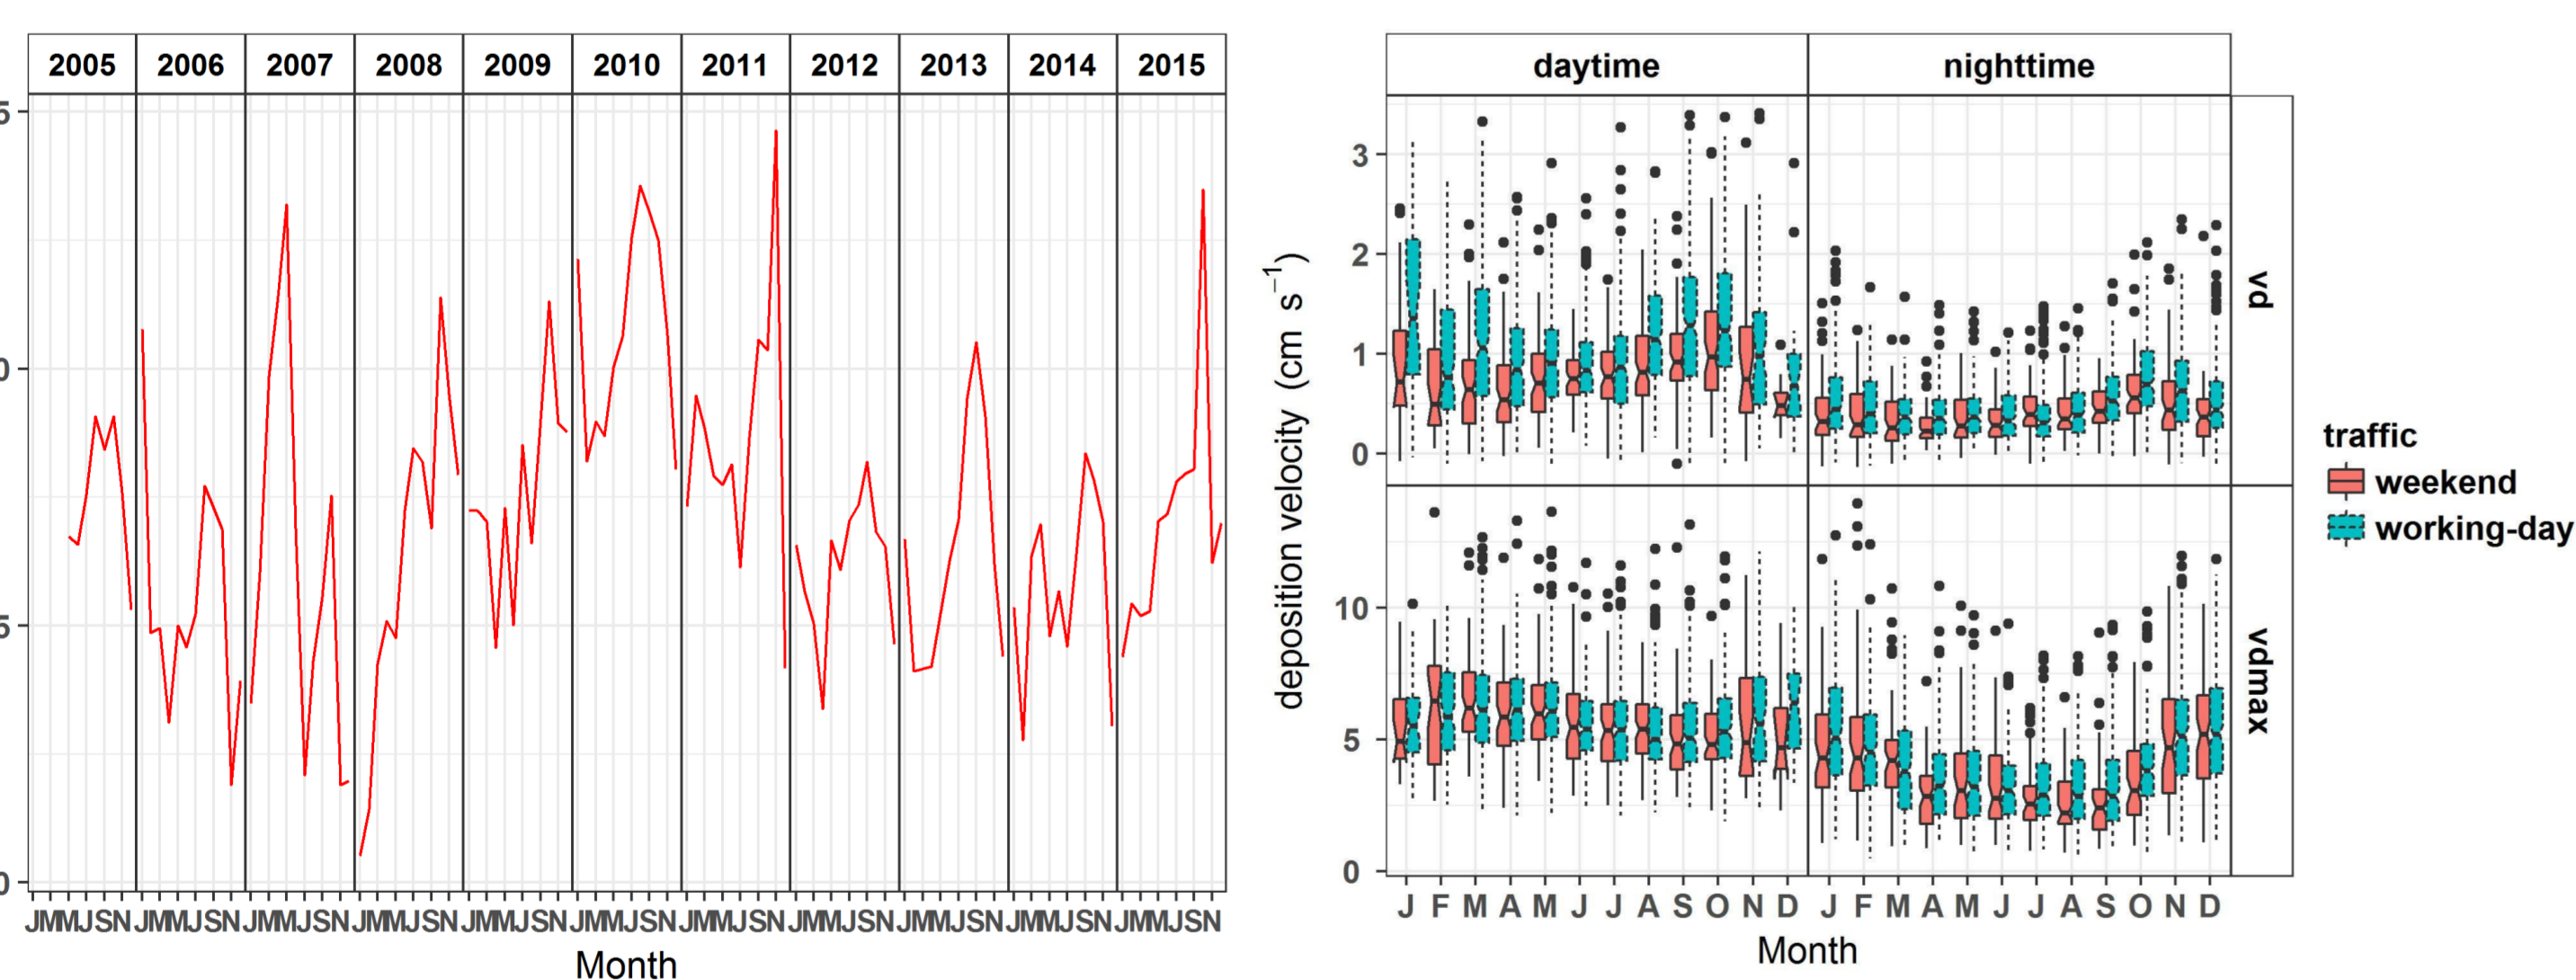 2005 2006 2007 2008 2009 2010 2011 2012 2013 2014 2015
5
0
5
0
JMMJSN JMMJSN JMMJSN JMMJSN JMMJSN JMMJSN JMMJSN JMMJSN JMMJSN JMMJSN JMMJSN
Month
daytime nighttime
deposition velocity (cm s⁻¹)
3
2
1
0
vd
10
5
0
vdmax
J F M A M J J A S O N D J F M A M J J A S O N D
Month
traffic
weekend
working-day